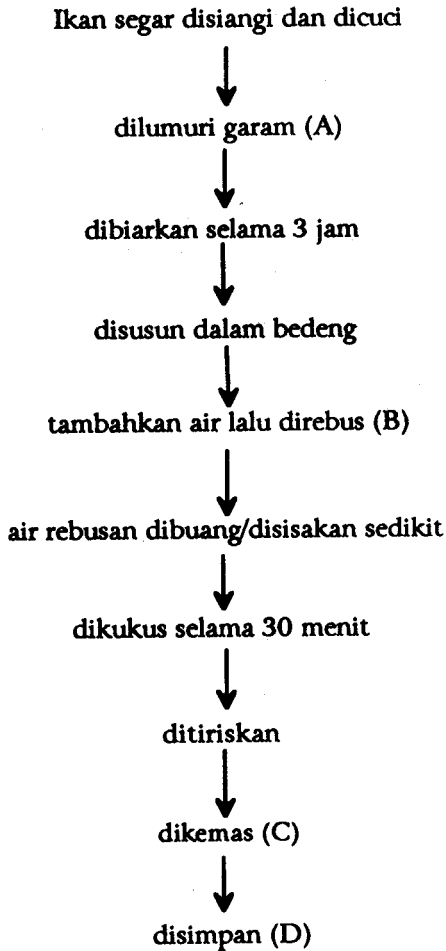 Ikan segar disiangi dan dicuci
dilumuri garam (A)
dibiarkan selama 3 jam
disusun dalam bedeng
tambahkan air lalu direbus (B)
air rebusan dibuang/disisakan sedikit
dikukus selama 30 menit
ditiriskan
dikemas (C)
disimpan (D)